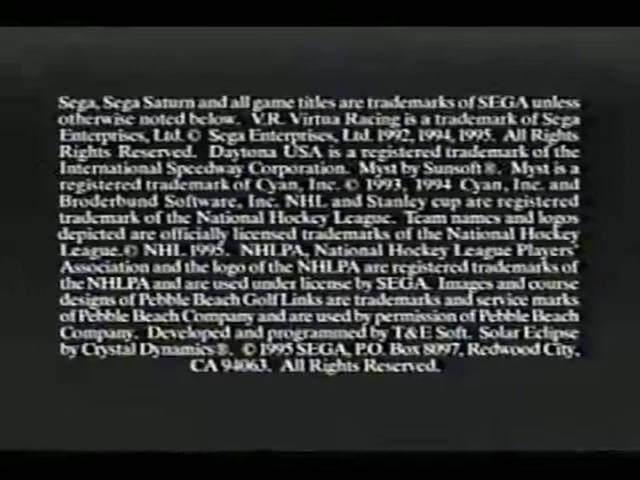 Sega, Sega Saturn and all game titles are trademarks of SEGA unless
otherwise noted below. V.R. Virtua Racing is a trademark of Sega
Enterprises, Ltd. © Sega Enterprises, Ltd. 1992, 1994, 1995. All Rights
Rights Reserved. Daytona USA is a registered trademark of the
International Speedway Corporation. Myst by Sunsoft®. Myst is a
registered trademark of Cyan, Inc. © 1993, 1994 Cyan, Inc. and
Broderbund Software, Inc. NHL and Stanley cup are registered
trademark of the National Hockey League. Team names and logos
depicted are officially licensed trademarks of the National Hockey
League.© NHL 1995. NHLPA, National Hockey League Players'
Association and the logo of the NHLPA are registered trademarks of
the NHLPA and are used under license by SEGA. Images and course
designs of Pebble Beach Golf Links are trademarks and service marks
of Pebble Beach Company and are used by permission of Pebble Beach
Company. Developed and programmed by T&E Soft. Solar Eclipse
by Crystal Dynamics®. © 1995 SEGA, P.O. Box 8097, Redwood City,
CA 94063. All Rights Reserved.